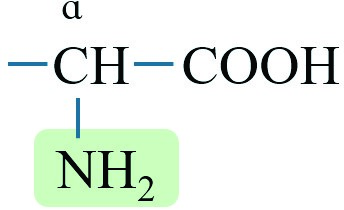 α
— CH — COOH
NH₂